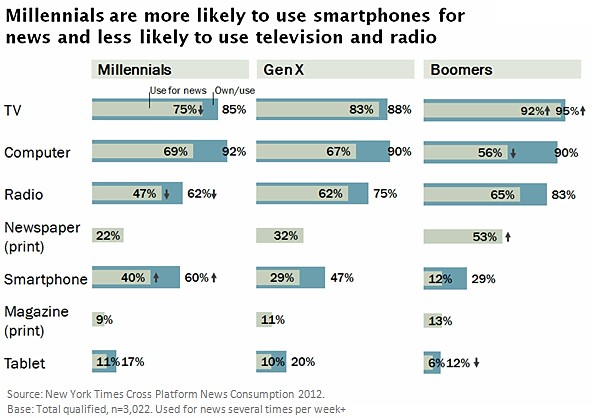 Millennials are more likely to use smartphones for
news and less likely to use television and radio
Millennials Gen X Boomers
Use for news Own/use
TV 75%↓ 85% 83% 88% 92%↑ 95%↑
Computer 69% 92% 67% 90% 56% ↓ 90%
Radio 47% ↓ 62%↓ 62% 75% 65% 83%
Newspaper 22% 32% 53% ↑
(print)
Smartphone 40% ↑ 60%↑ 29% 47% 12% 29%
Magazine 9% 11% 13%
(print)
Tablet 11% 17% 10% 20% 6% 12% ↓
Source: New York Times Cross Platform News Consumption 2012.
Base: Total qualified, n=3,022. Used for news several times per week+